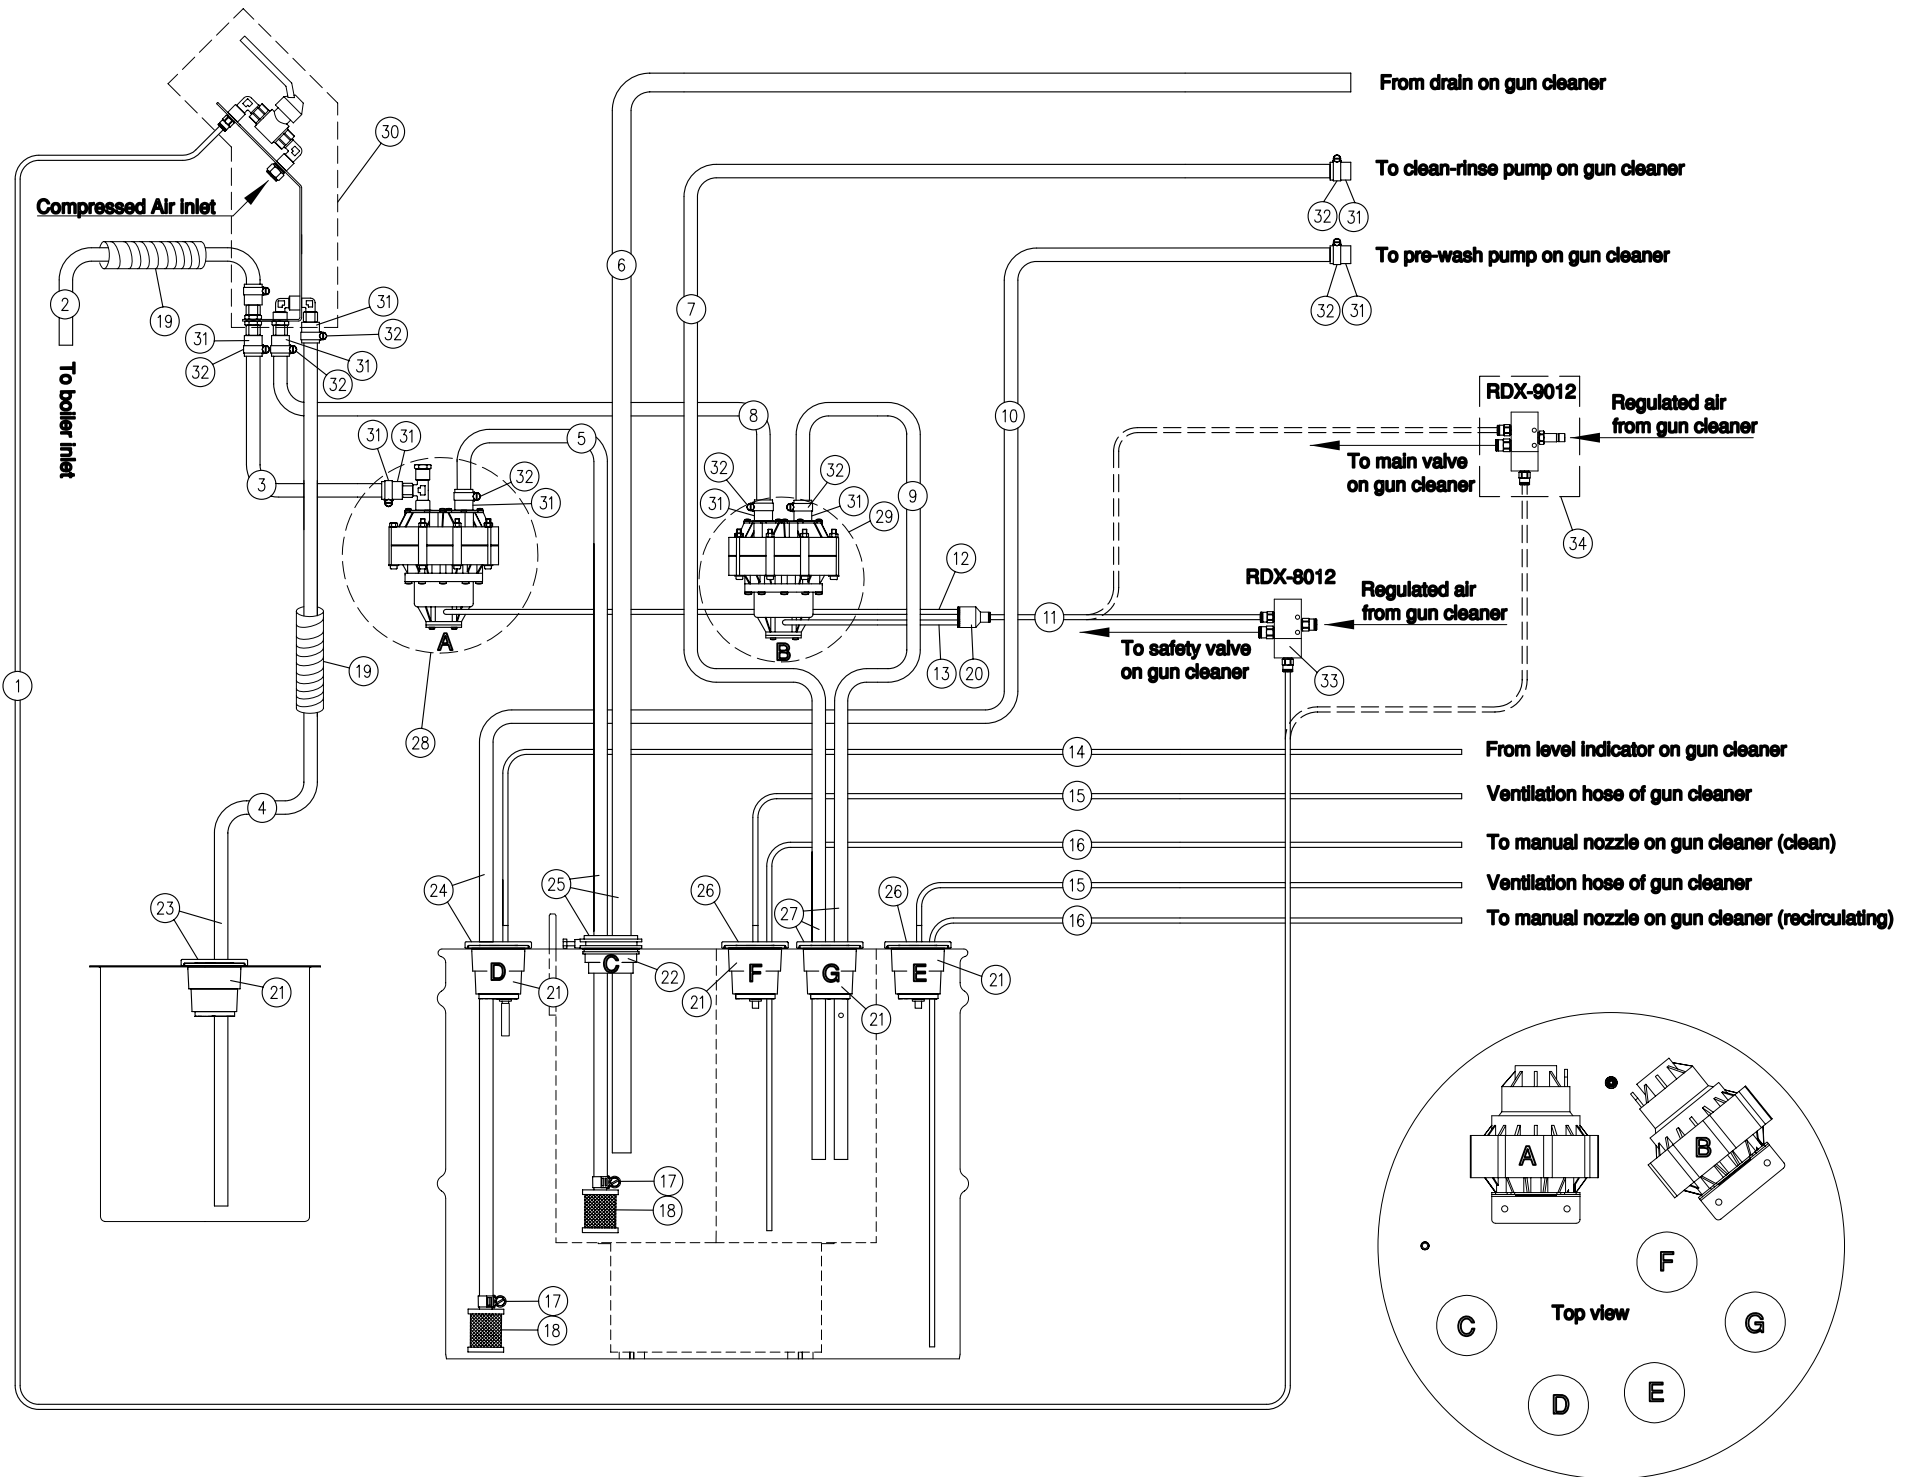 From drain on gun cleaner
30
To clean-rinse pump on gun cleaner
Compressed Air inlet
32
31
6
To pre-wash pump on gun cleaner
2
19
31
7
32
31
31
32
31
32
32
To boiler inlet
RDX-9012
Regulated air
from gun cleaner
8
10
5
31
31
To main valve
on gun cleaner
32
32
32
3
31
31
31
9
29
34
12
RDX-8012
Regulated air
from gun cleaner
11
A
B
To safety valve
on gun cleaner
19
13
20
33
1
28
14
From level indicator on gun cleaner
15
Ventilation hose of gun cleaner
4
16
To manual nozzle on gun cleaner (clean)
24
25
26
26
15
Ventilation hose of gun cleaner
23
27
16
To manual nozzle on gun cleaner (recirculating)
D
C
22
F
G
E
21
21
21
21
21
A
B
17
18
F
Top view
C
G
17
18
D
E